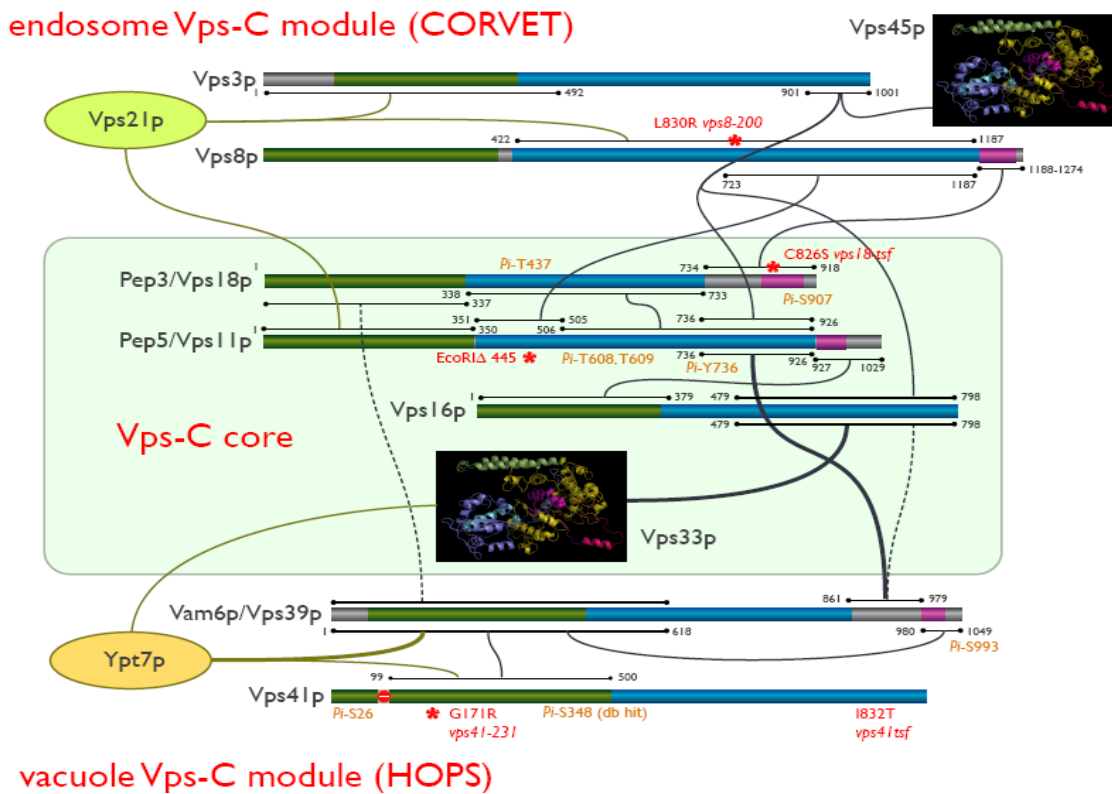 endosome Vps-C module (CORVET)
Vps45p
Vps3p
1
492
901
1001
Vps21p
L830R vps8-200
422
*
1187
Vps8p
723
1187
1188-1274
C826S vps18-tsf
Pep3/Vps18p
1
Pi-T437
734
*
918
338
337
733
Pi-S907
351
505
736
926
Pep5/Vps11p
1
350
506
EcoRIΔ 445 *
Pi-T608,T609
736
Pi-Y736
926
927
1029
1
379
479
798
Vps16p
479
798
Vps-C core
Vps33p
Vam6p/Vps39p
861
979
1
618
980
1049
Pi-S993
Ypt7p
99
500
Vps41p
Pi-S26
* G171R
vps41-231
Pi-S348 (db hit)
I832T
vps41tsf
vacuole Vps-C module (HOPS)